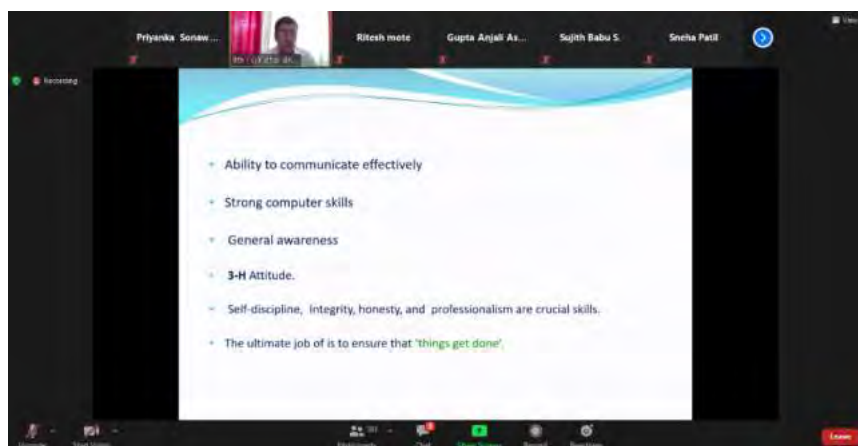 View
Priyanka Sonaw...
Ritesh mote
Gupta Anjali As...
Sujith Babu S.
Sneha Patil
Recording
Ability to communicate effectively
Strong computer skills
General awareness
3-H Attitude.
Self-discipline, Integrity, honesty, and professionalism are crucial skills.
The ultimate job of is to ensure that 'things get done'.
Leave